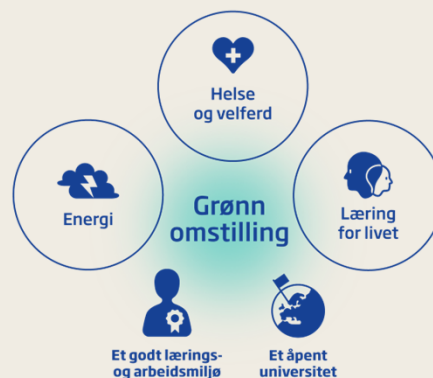 Helse
og velferd
Energi
Grønn
omstilling
Læring
for livet
Et godt lærings-
og arbeidsmiljø
Et åpent
universitet